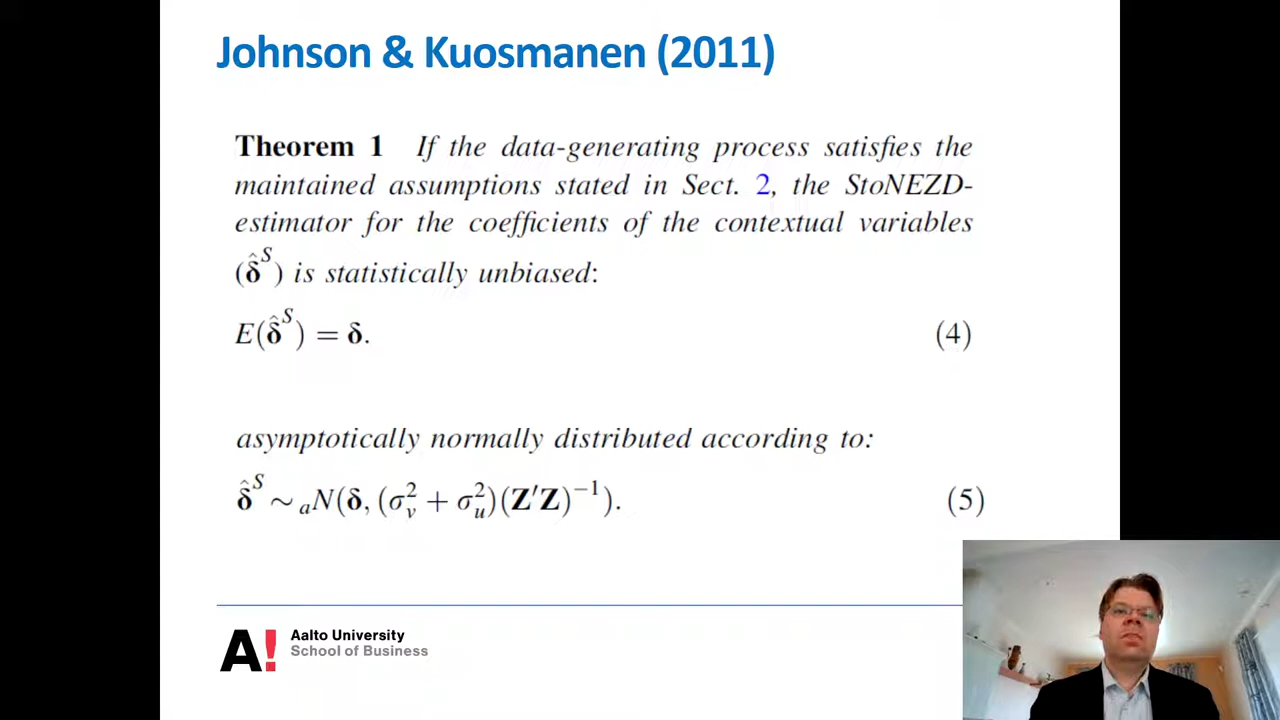 Johnson & Kuosmanen (2011)
Theorem 1 If the data-generating process satisfies the
maintained assumptions stated in Sect. 2, the StoNEZD-
estimator for the coefficients of the contextual variables
(δ̂^S) is statistically unbiased:
E(δ̂^S) = δ. (4)
asymptotically normally distributed according to:
δ̂^S ~ₐN(δ, (σ_v^2 + σ_u^2)(Z′Z)^−1). (5)
A! Aalto University
School of Business